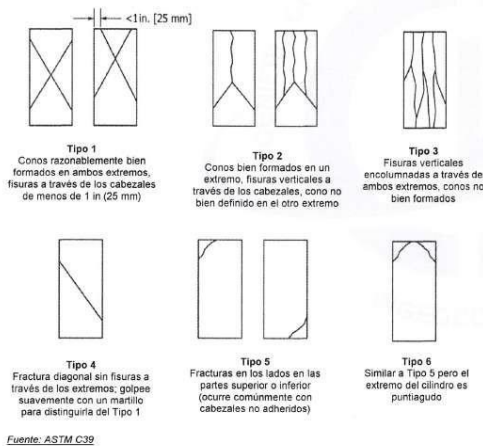 <1in. [25 mm]
Tipo 1
Conos razonablemente bien
formados en ambos extremos,
fisuras a través de los cabezales
de menos de 1 in (25 mm)
Tipo 2
Conos bien formados en un
extremo, fisuras verticales a
través de los cabezales, cono no
bien definido en el otro extremo
Tipo 3
Fisuras verticales
encolumnadas a través de
ambos extremos, conos no
bien formados
Tipo 4
Fractura diagonal sin fisuras a
través de los extremos; golpee
suavemente con un martillo
para distinguirla del Tipo 1
Tipo 5
Fracturas en los lados en las
partes superior o inferior
(ocurre comúnmente con
cabezales no adheridos)
Tipo 6
Similar a Tipo 5 pero el
extremo del cilindro es
puntiagudo
Fuente: ASTM C39